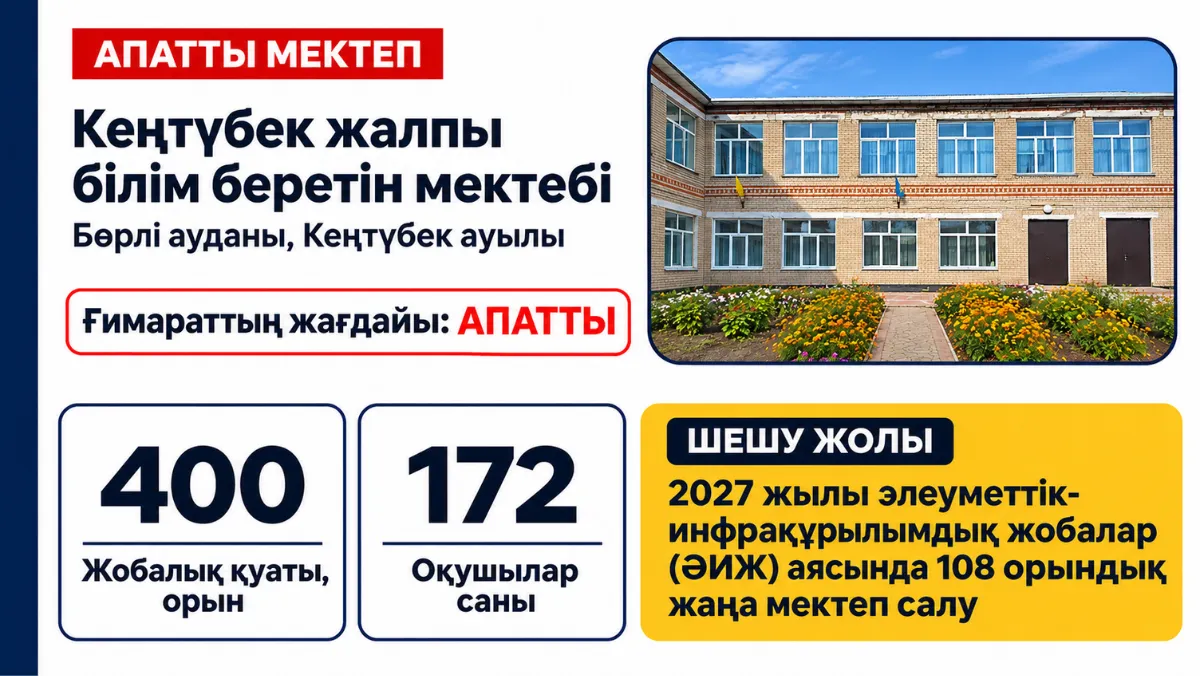 АПАТТЫ МЕКТЕП
Кеңтүбек жалпы
білім беретін мектебі
Бөрлі ауданы, Кеңтүбек ауылы
Ғимараттың жағдайы: АПАТТЫ
400
Жобалық қуаты,
орын
172
Оқушылар
саны
ШЕШУ ЖОЛЫ
2027 жылы элеуметтік-
инфрақұрылымдық жобалар
(ӘИЖ) аясында 108 орындық
жаңа мектеп салу